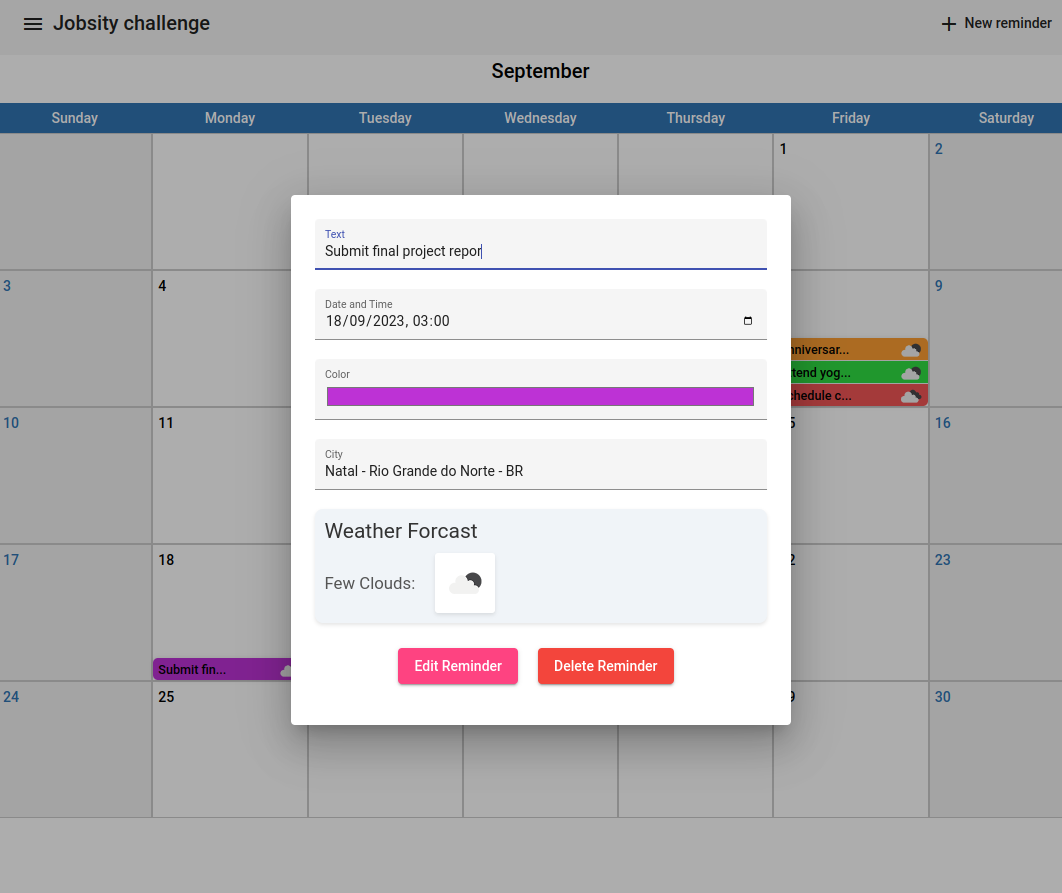 Jobsity challenge
New reminder
September
Sunday Monday Tuesday Wednesday Thursday Friday Saturday
1 2
Text
Submit final project repor
3 4 9
Date and Time
18/09/2023, 03:00
nniversar...
tend yog...
Color
chedule c...
10 11 5 16
City
Natal - Rio Grande do Norte - BR
Weather Forcast
17 18 2 23
Few Clouds:
Submit fin...
Edit Reminder Delete Reminder
24 25 9 30